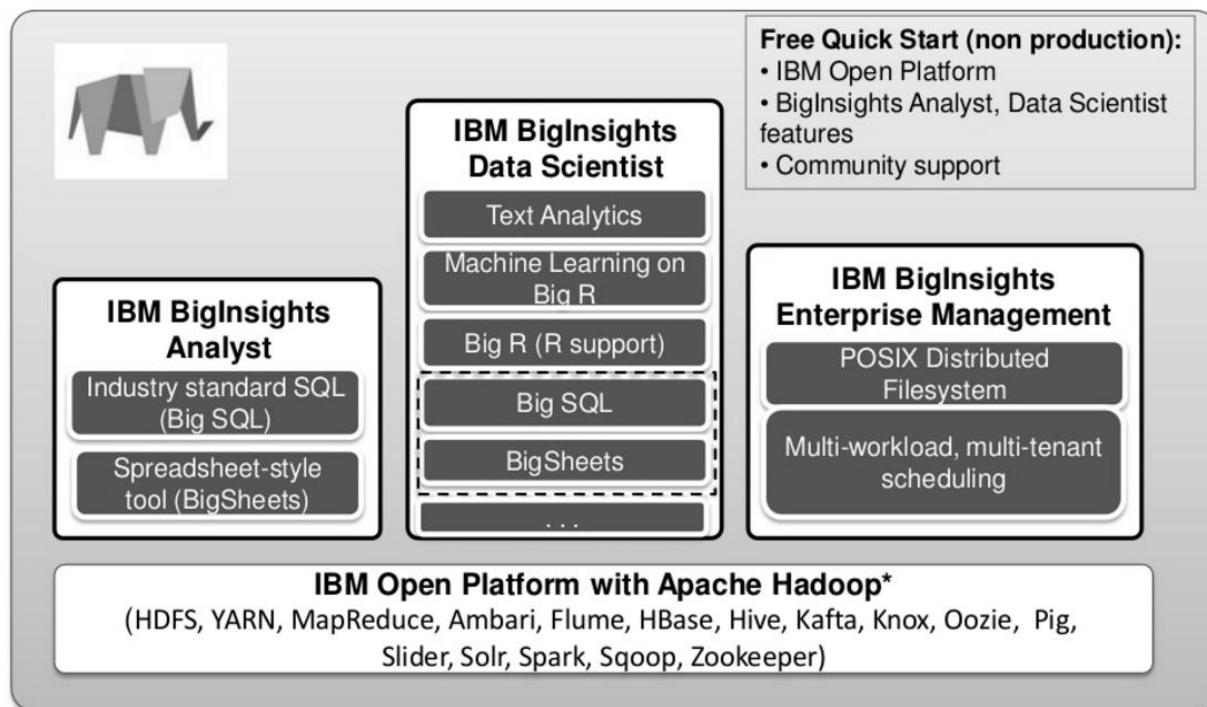 Free Quick Start (non production):
• IBM Open Platform
• BigInsights Analyst, Data Scientist
features
• Community support
IBM BigInsights
Analyst
Industry standard SQL
(Big SQL)
Spreadsheet-style
tool (BigSheets)
IBM BigInsights
Data Scientist
Text Analytics
Machine Learning on
Big R
Big R (R support)
Big SQL
BigSheets
. . .
IBM BigInsights
Enterprise Management
POSIX Distributed
Filesystem
Multi-workload, multi-tenant
scheduling
IBM Open Platform with Apache Hadoop*
(HDFS, YARN, MapReduce, Ambari, Flume, HBase, Hive, Kafta, Knox, Oozie, Pig,
Slider, Solr, Spark, Sqoop, Zookeeper)